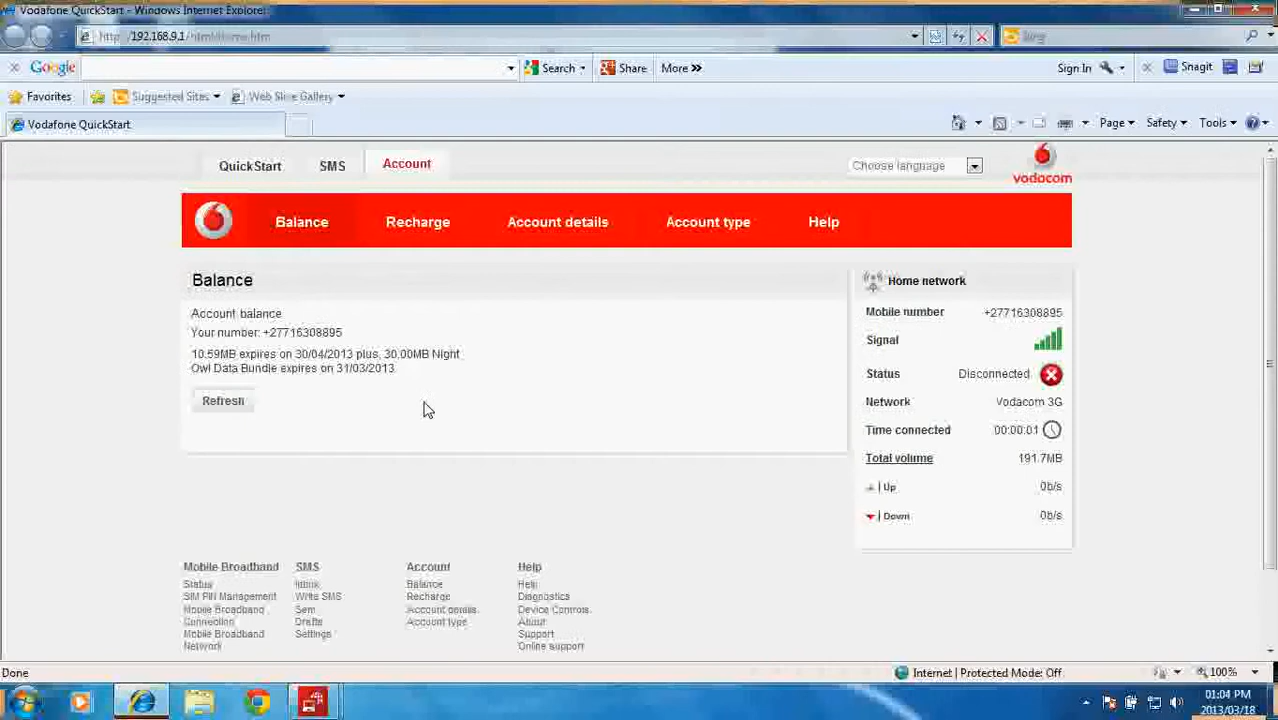 Vodafone QuickStart - Windows Internet Explorer
http://192.168.9.1/html/home.htm
Bing
Google
Search
Share
More »
Sign In
Snagit
Favorites
Suggested Sites
Web Slice Gallery
Vodafone QuickStart
Page
Safety
Tools
QuickStart
SMS
Account
Choose language
vodacom
Balance
Recharge
Account details
Account type
Help
Balance
Account balance
Your number: +27716308895
10.59MB expires on 30/04/2013 plus, 30.00MB Night
Owl Data Bundle expires on 31/03/2013
Refresh
Home network
Mobile number +27716308895
Signal
Status Disconnected
Network Vodacom 3G
Time connected 00:00:01
Total volume 191.7MB
| Up 0b/s
| Down 0b/s
Mobile Broadband
Status
SIM PIN Management
Mobile Broadband
Connection
Mobile Broadband
Network
SMS
Inbox
Write SMS
Sent
Drafts
Settings
Account
Balance
Recharge
Account details
Account type
Help
Help
Diagnostics
Device Controls
About
Support
Online support
Done
Internet | Protected Mode: Off
100%
01:04 PM
2013/03/18